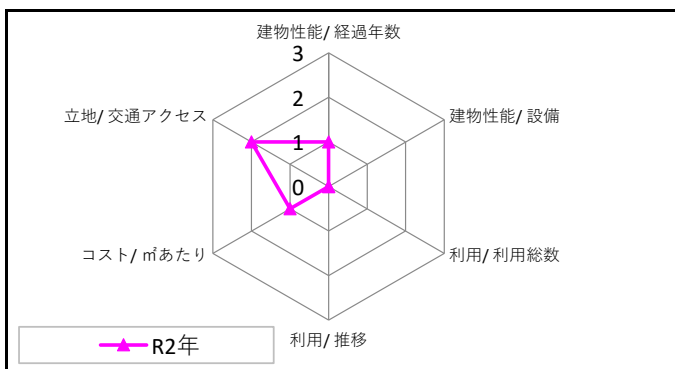 建物性能/ 経過年数
3
立地/ 交通アクセス
2
建物性能/ 設備
1
0
コスト/ ㎡あたり
利用/ 利用総数
利用/ 推移
R2年